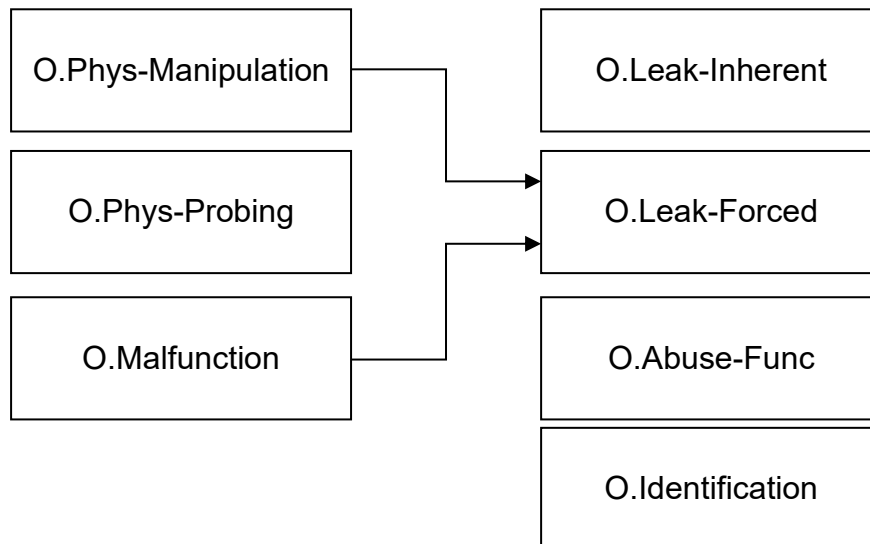 O.Phys-Manipulation
O.Leak-Inherent
O.Phys-Probing
O.Leak-Forced
O.Malfunction
O.Abuse-Func
O.Identification